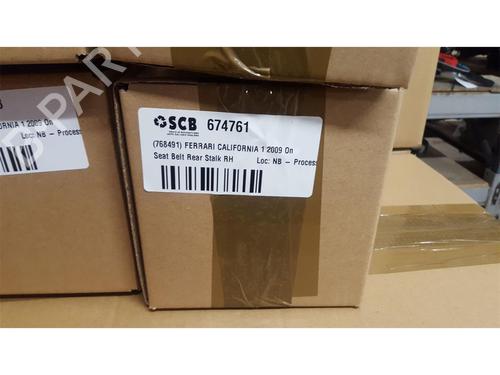 SCB 674761
(768491) FERRARI CALIFORNIA 1 2009 On
Seat Belt Rear Stalk RH Loc: NB - Process
B
ORNIA 1 2009 On
Loc: NB - Process